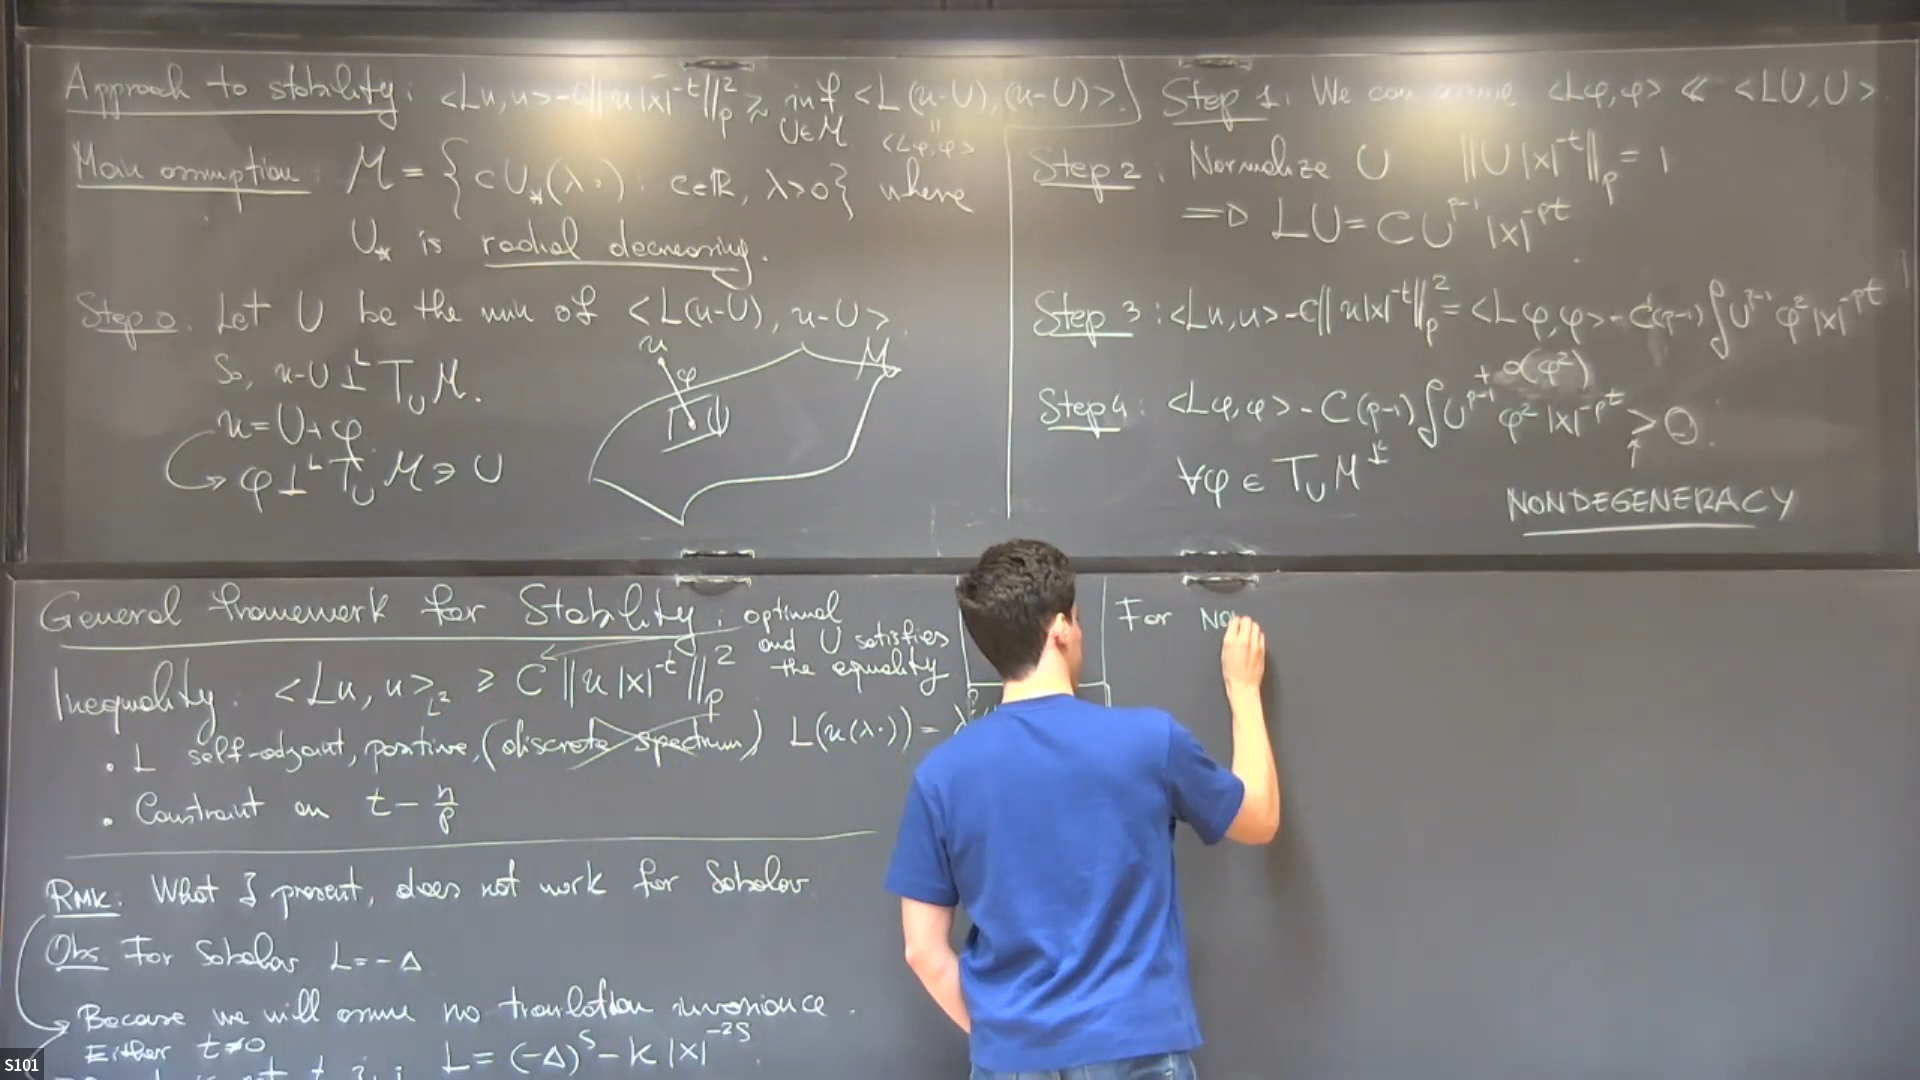 Approach to stability: <Lu,u> - C‖u|x|^{-t}‖_p^2 ≳ inf_{U∈M} <L(u-U),(u-U)>.
<Lφ,φ>
Main assumption: M = {cU_*(λ·) : c∈ℝ, λ>0} where
U_* is radial decreasing.
Step 0. Let U be the min of <L(u-U), u-U>.
So, u-U ⊥^L T_U M.
u = U+φ
φ ⊥^L T_U M ∋ U
u
φ
M
Step 1: We can assume <Lφ,φ> ≪ <LU,U>
Step 2: Normalize U ‖U|x|^{-t}‖_p = 1
⇒ LU = CU^{p-1}|x|^{-pt}.
Step 3: <Lu,u> - C‖u|x|^{-t}‖_p^2 = <Lφ,φ> - C(p-1)∫U^{p-2}φ^2|x|^{-pt}
+ o(φ^2)
Step 4: <Lφ,φ> - C(p-1)∫U^{p-1}φ^2|x|^{-pt} > 0.
∀φ ∈ T_U M^{⊥L}
NONDEGENERACY
General framework for Stability: optimal
and U satisfies
the equality
Inequality: <Lu,u>_{L^2} ≥ C‖u|x|^{-t}‖_p^2
• L self-adjoint, positive, (discrete spectrum) L(u(λ·)) =
• Constraint on t - n/p
RMK. What I present, does not work for Sobolev
Obs For Sobolev L=-Δ
Because we will assume no translation invariance.
Either t≠0
L = (-Δ)^s - K|x|^{-2s}.
For NO
S101